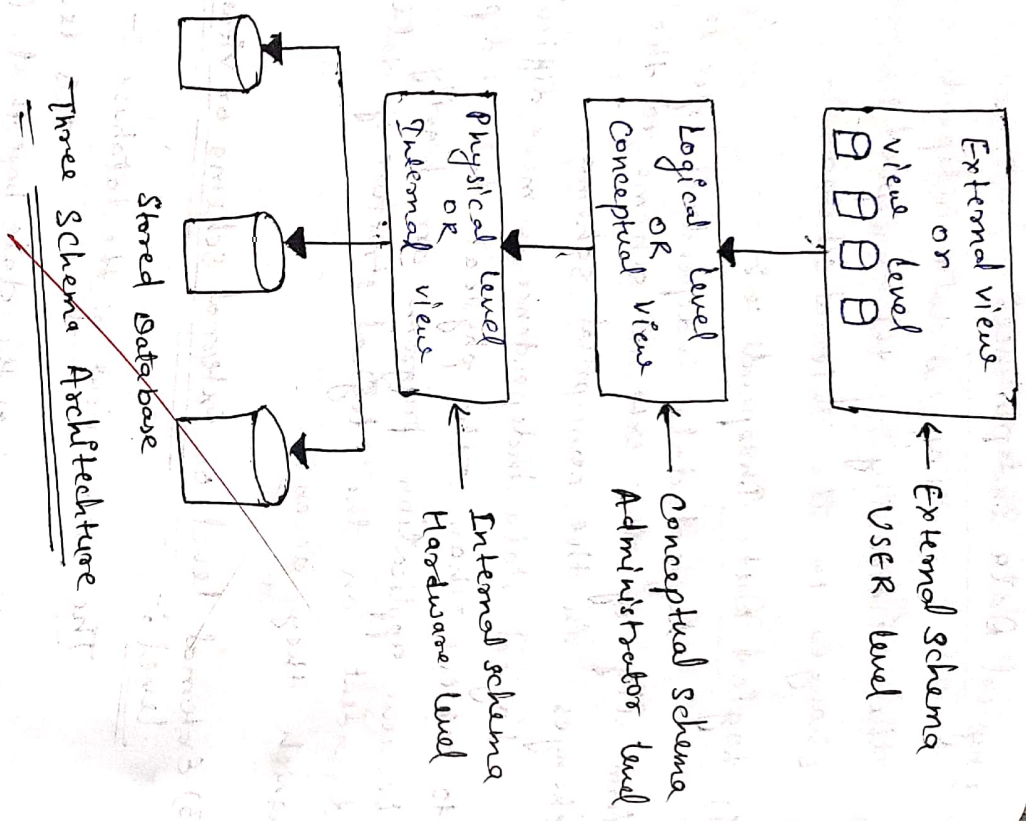 External view
or
view level
← External schema
USER level
Logical level
OR
Conceptual view
← Conceptual schema
Administrator level
Physical level
OR
Internal view
← Internal schema
Hardware level
Stored Database
Three Schema Architechture